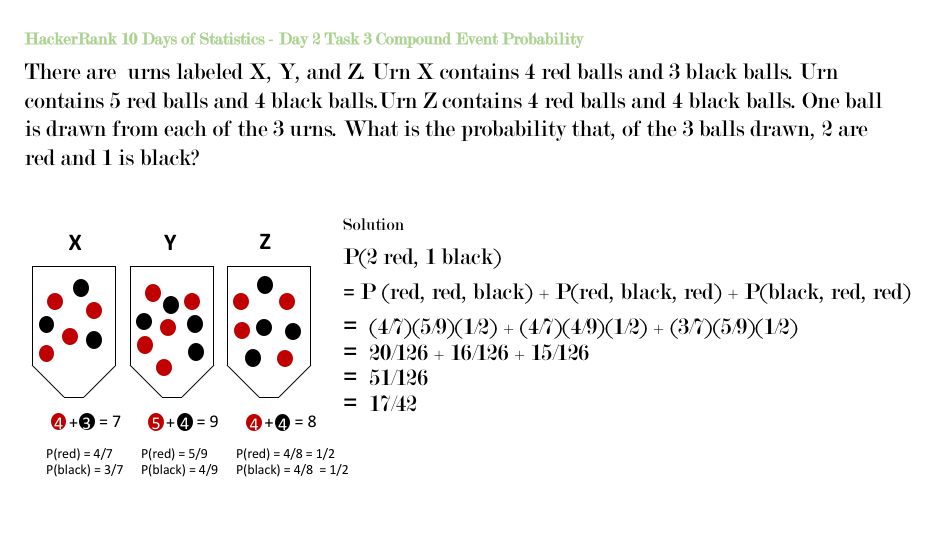 HackerRank 10 Days of Statistics - Day 2 Task 3 Compound Event Probability
There are urns labeled X, Y, and Z. Urn X contains 4 red balls and 3 black balls. Urn
contains 5 red balls and 4 black balls.Urn Z contains 4 red balls and 4 black balls. One ball
is drawn from each of the 3 urns. What is the probability that, of the 3 balls drawn, 2 are
red and 1 is black?
Solution
X Y Z
P(2 red, 1 black)
= P (red, red, black) + P(red, black, red) + P(black, red, red)
= (4/7)(5/9)(1/2) + (4/7)(4/9)(1/2) + (3/7)(5/9)(1/2)
= 20/126 + 16/126 + 15/126
= 51/126
= 17/42
4 + 3 = 7 5 + 4 = 9 4 + 4 = 8
P(red) = 4/7 P(red) = 5/9 P(red) = 4/8 = 1/2
P(black) = 3/7 P(black) = 4/9 P(black) = 4/8 = 1/2